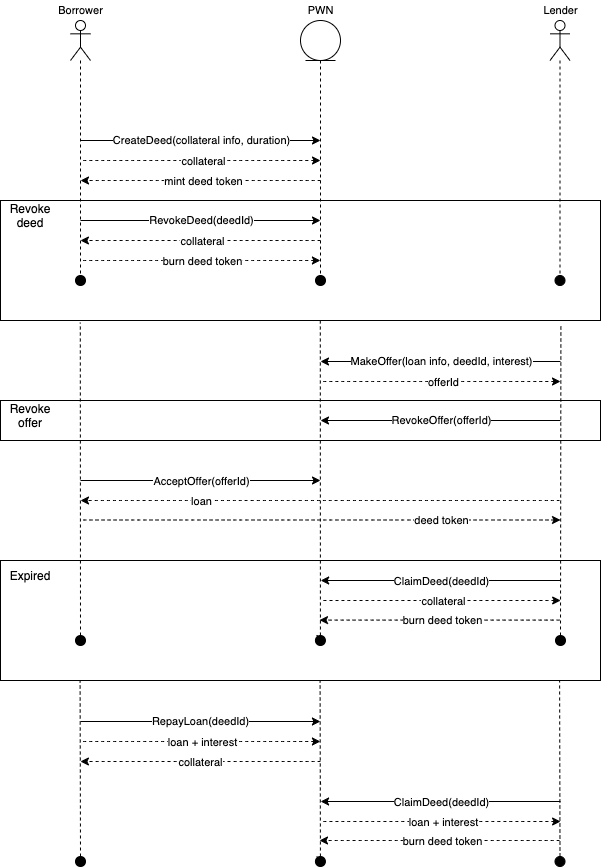 Borrower
PWN
Lender
CreateDeed(collateral info, duration)
collateral
mint deed token
Revoke
deed
RevokeDeed(deedId)
collateral
burn deed token
MakeOffer(loan info, deedId, interest)
offerId
Revoke
offer
RevokeOffer(offerId)
AcceptOffer(offerId)
loan
deed token
Expired
ClaimDeed(deedId)
collateral
burn deed token
RepayLoan(deedId)
loan + interest
collateral
ClaimDeed(deedId)
loan + interest
burn deed token